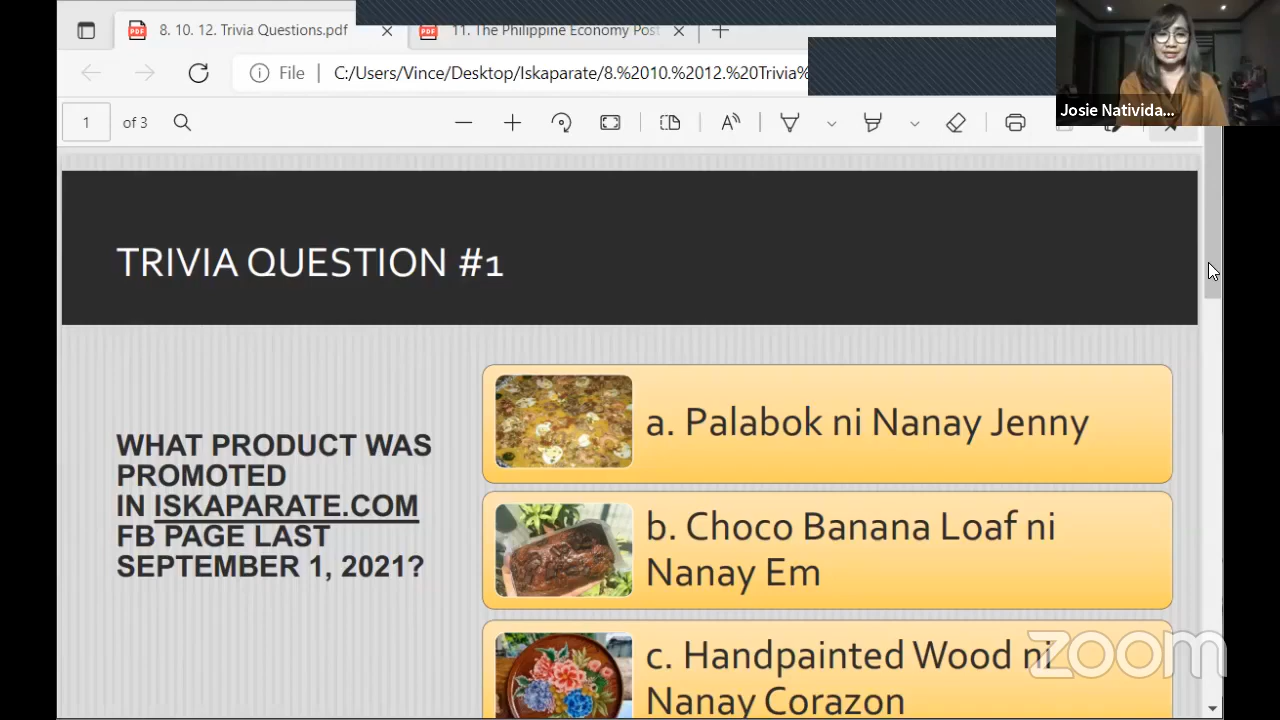 8. 10. 12. Trivia Questions.pdf
11. The Philippine Economy Post
File
C:/Users/Vince/Desktop/Iskaparate/8.%2010.%2012.%20Trivia%
Josie Nativida...
1 of 3
TRIVIA QUESTION #1
WHAT PRODUCT WAS
PROMOTED
IN ISKAPARATE.COM
FB PAGE LAST
SEPTEMBER 1, 2021?
a. Palabok ni Nanay Jenny
b. Choco Banana Loaf ni
Nanay Em
c. Handpainted Wood ni
Nanay Corazon
zoom